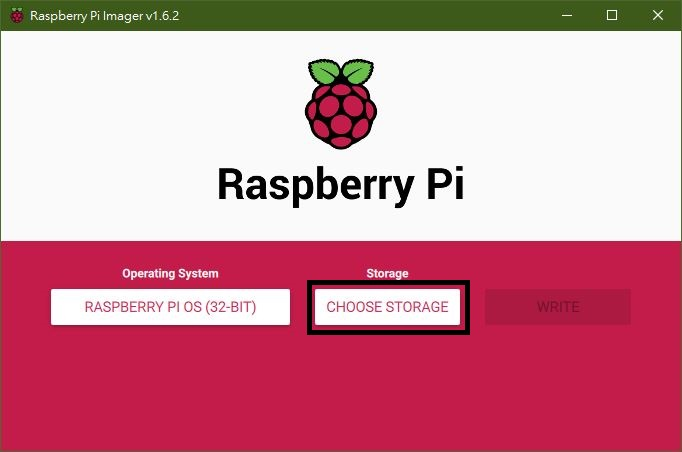 Raspberry Pi Imager v1.6.2
Raspberry Pi
Operating System
Storage
RASPBERRY PI OS (32-BIT)
CHOOSE STORAGE
WRITE